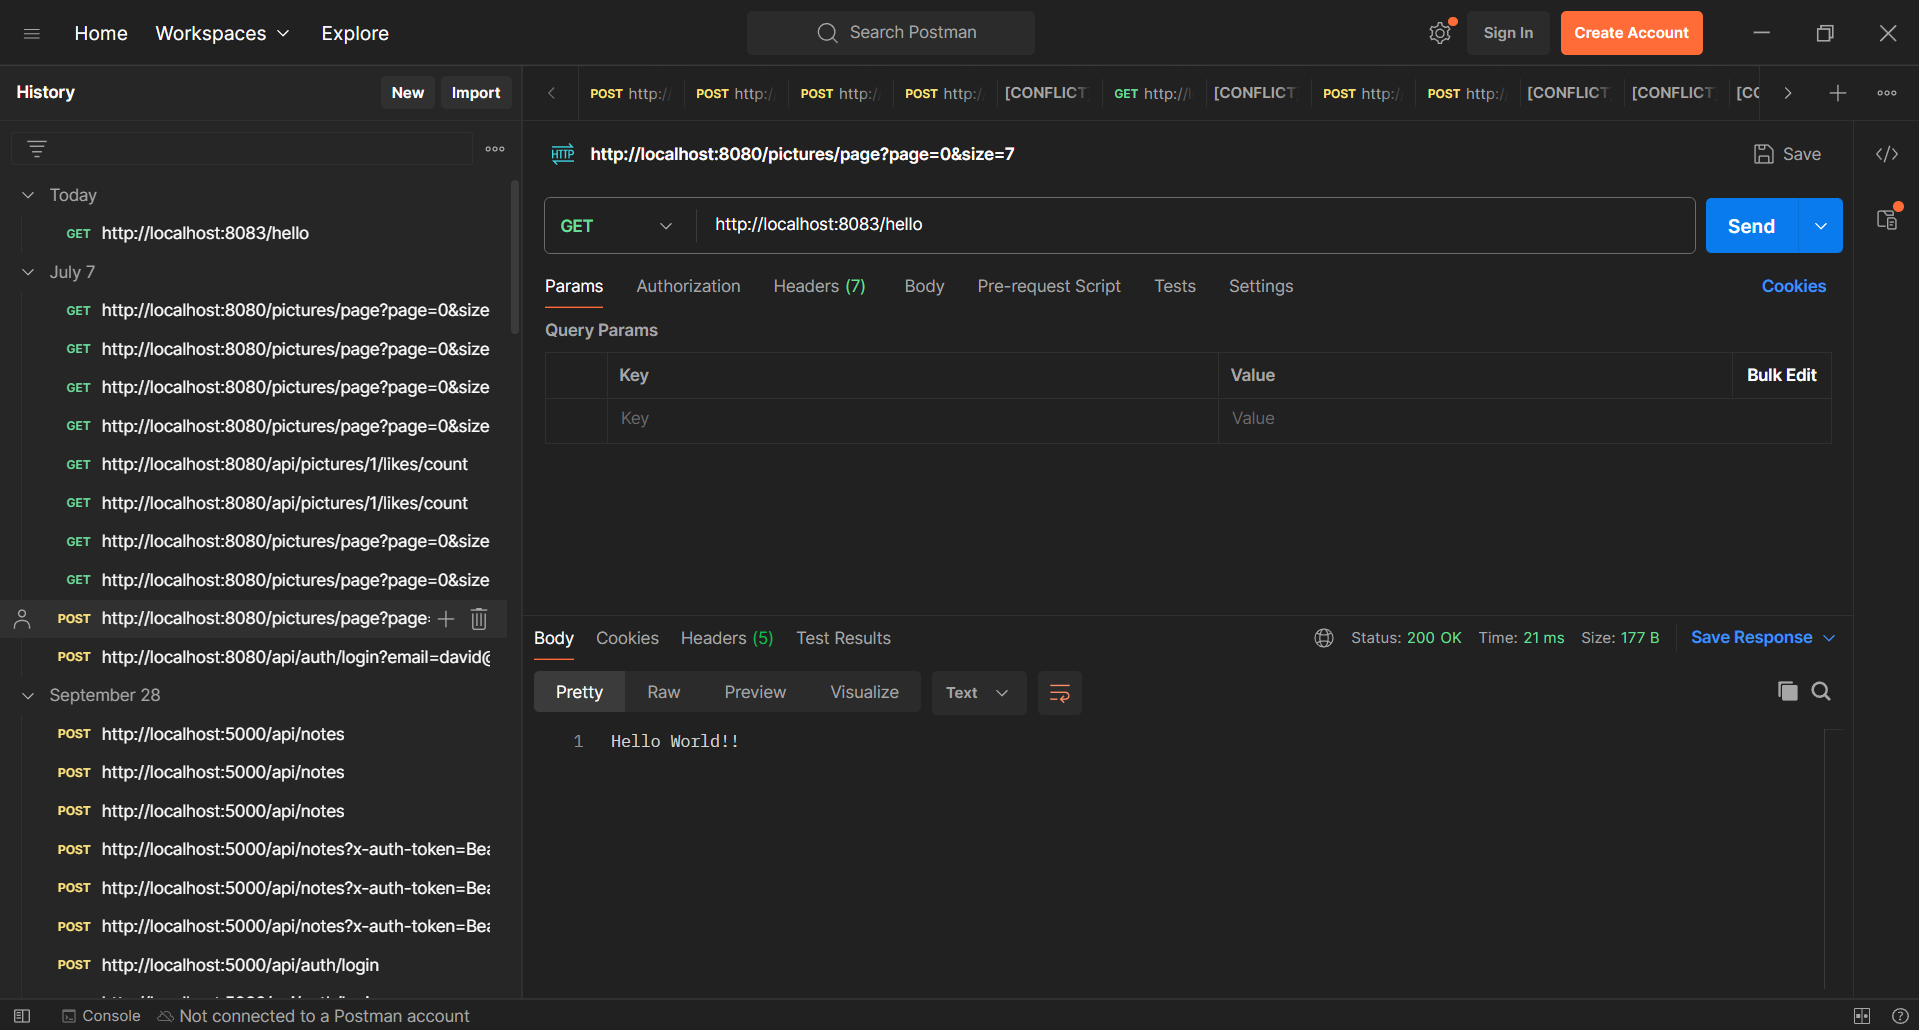 Home Workspaces Explore Search Postman Sign In Create Account
History New Import
POST http:/ POST http:/ POST http:/ POST http:/ [CONFLICT GET http:// [CONFLICT POST http:/ POST http:/ [CONFLICT [CONFLICT [CO
HTTP http://localhost:8080/pictures/page?page=0&size=7 Save
Today
GET http://localhost:8083/hello
July 7
GET http://localhost:8080/pictures/page?page=0&size
GET http://localhost:8080/pictures/page?page=0&size
GET http://localhost:8080/pictures/page?page=0&size
GET http://localhost:8080/pictures/page?page=0&size
GET http://localhost:8080/api/pictures/1/likes/count
GET http://localhost:8080/api/pictures/1/likes/count
GET http://localhost:8080/pictures/page?page=0&size
GET http://localhost:8080/pictures/page?page=0&size
POST http://localhost:8080/pictures/page?page
POST http://localhost:8080/api/auth/login?email=david@
September 28
POST http://localhost:5000/api/notes
POST http://localhost:5000/api/notes
POST http://localhost:5000/api/notes
POST http://localhost:5000/api/notes?x-auth-token=Bea
POST http://localhost:5000/api/notes?x-auth-token=Bea
POST http://localhost:5000/api/notes?x-auth-token=Bea
POST http://localhost:5000/api/auth/login
GET http://localhost:8083/hello Send
Params Authorization Headers (7) Body Pre-request Script Tests Settings Cookies
Query Params
Key Value Bulk Edit
Key Value
Body Cookies Headers (5) Test Results Status: 200 OK Time: 21 ms Size: 177 B Save Response
Pretty Raw Preview Visualize Text
1 Hello World!!
Console Not connected to a Postman account